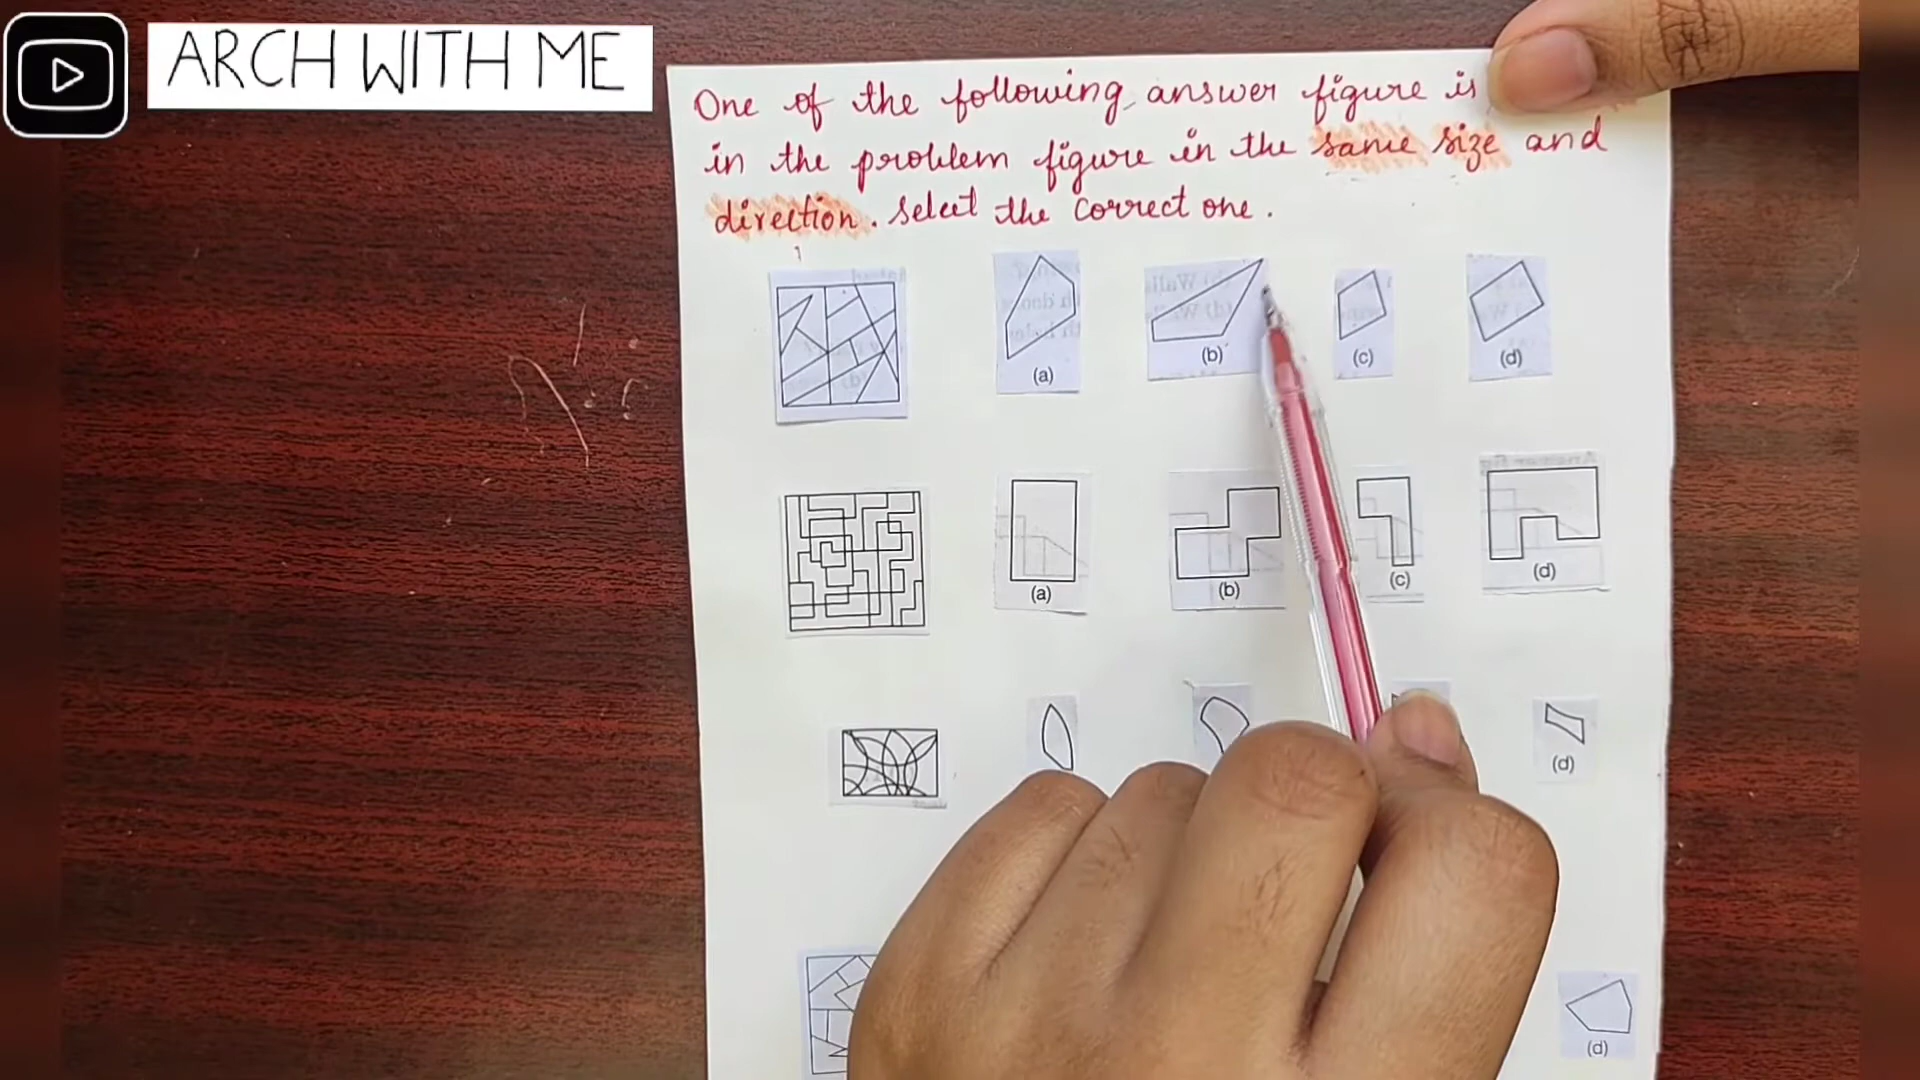 ARCH WITH ME
One of the following answer figure is
in the problem figure in the same size and
direction. Select the correct one.
(a) (b) (c) (d)
(a) (b) (c) (d)
(d)
(d)